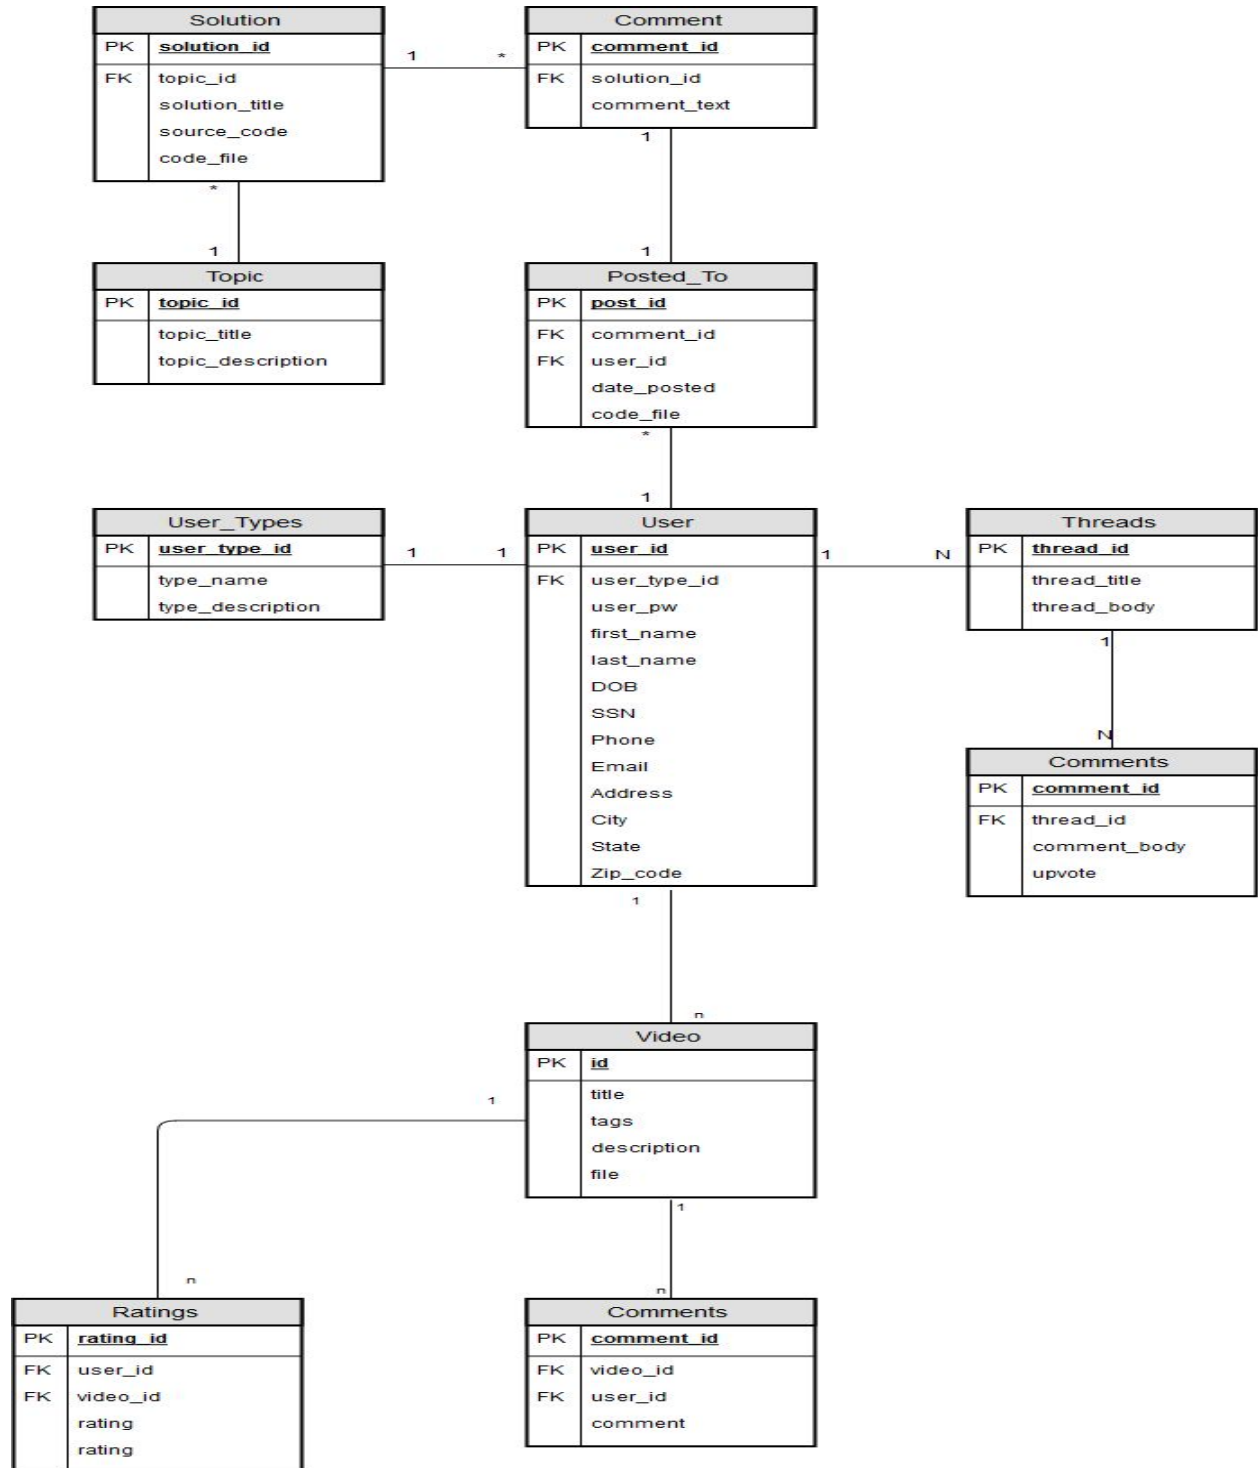 Solution
PK solution_id
FK topic_id
solution_title
source_code
code_file
1 *
Comment
PK comment_id
FK solution_id
comment_text
*
1
1
1
Topic
PK topic_id
topic_title
topic_description
Posted_To
PK post_id
FK comment_id
FK user_id
date_posted
code_file
*
1
User_Types
PK user_type_id
type_name
type_description
1 1
User
PK user_id
FK user_type_id
user_pw
first_name
last_name
DOB
SSN
Phone
Email
Address
City
State
Zip_code
1 N
Threads
PK thread_id
thread_title
thread_body
1
N
Comments
PK comment_id
FK thread_id
comment_body
upvote
1
n
Video
PK id
title
tags
description
file
1
n
1
n
Ratings
PK rating_id
FK user_id
FK video_id
rating
rating
Comments
PK comment_id
FK video_id
FK user_id
comment